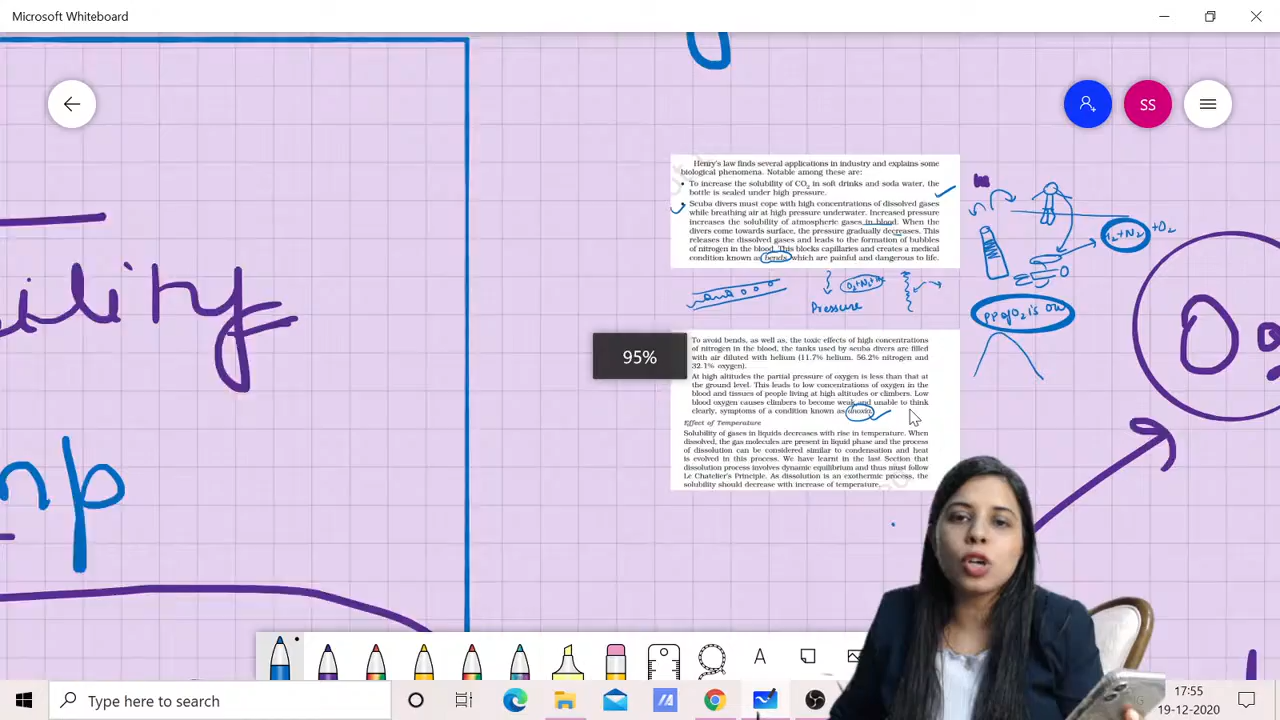 Microsoft Whiteboard
SS
Henry's law finds several applications in industry and explains some
biological phenomena. Notable among these are:
• To increase the solubility of CO2 in soft drinks and soda water, the
bottle is sealed under high pressure.
• Scuba divers must cope with high concentrations of dissolved gases
while breathing air at high pressure underwater. Increased pressure
increases the solubility of atmospheric gases in blood. When the
divers come towards surface, the pressure gradually decreases. This
releases the dissolved gases and leads to the formation of bubbles
of nitrogen in the blood. This blocks capillaries and creates a medical
condition known as bends, which are painful and dangerous to life.
+N2 +O2
ility
Pressure
PP of O2 is low
95%
To avoid bends, as well as, the toxic effects of high concentrations
of nitrogen in the blood, the tanks used by scuba divers are filled
with air diluted with helium (11.7% helium, 56.2% nitrogen and
32.1% oxygen).
At high altitudes the partial pressure of oxygen is less than that at
the ground level. This leads to low concentrations of oxygen in the
blood and tissues of people living at high altitudes or climbers. Low
blood oxygen causes climbers to become weak and unable to think
clearly, symptoms of a condition known as anoxia.
Effect of Temperature
Solubility of gases in liquids decreases with rise in temperature. When
dissolved, the gas molecules are present in liquid phase and the process
of dissolution can be considered similar to condensation and heat
is evolved in this process. We have learnt in the last Section that
dissolution process involves dynamic equilibrium and thus must follow
Le Chatelier's Principle. As dissolution is an exothermic process, the
solubility should decrease with increase of temperature.
mp
A
Type here to search
17:55
19-12-2020